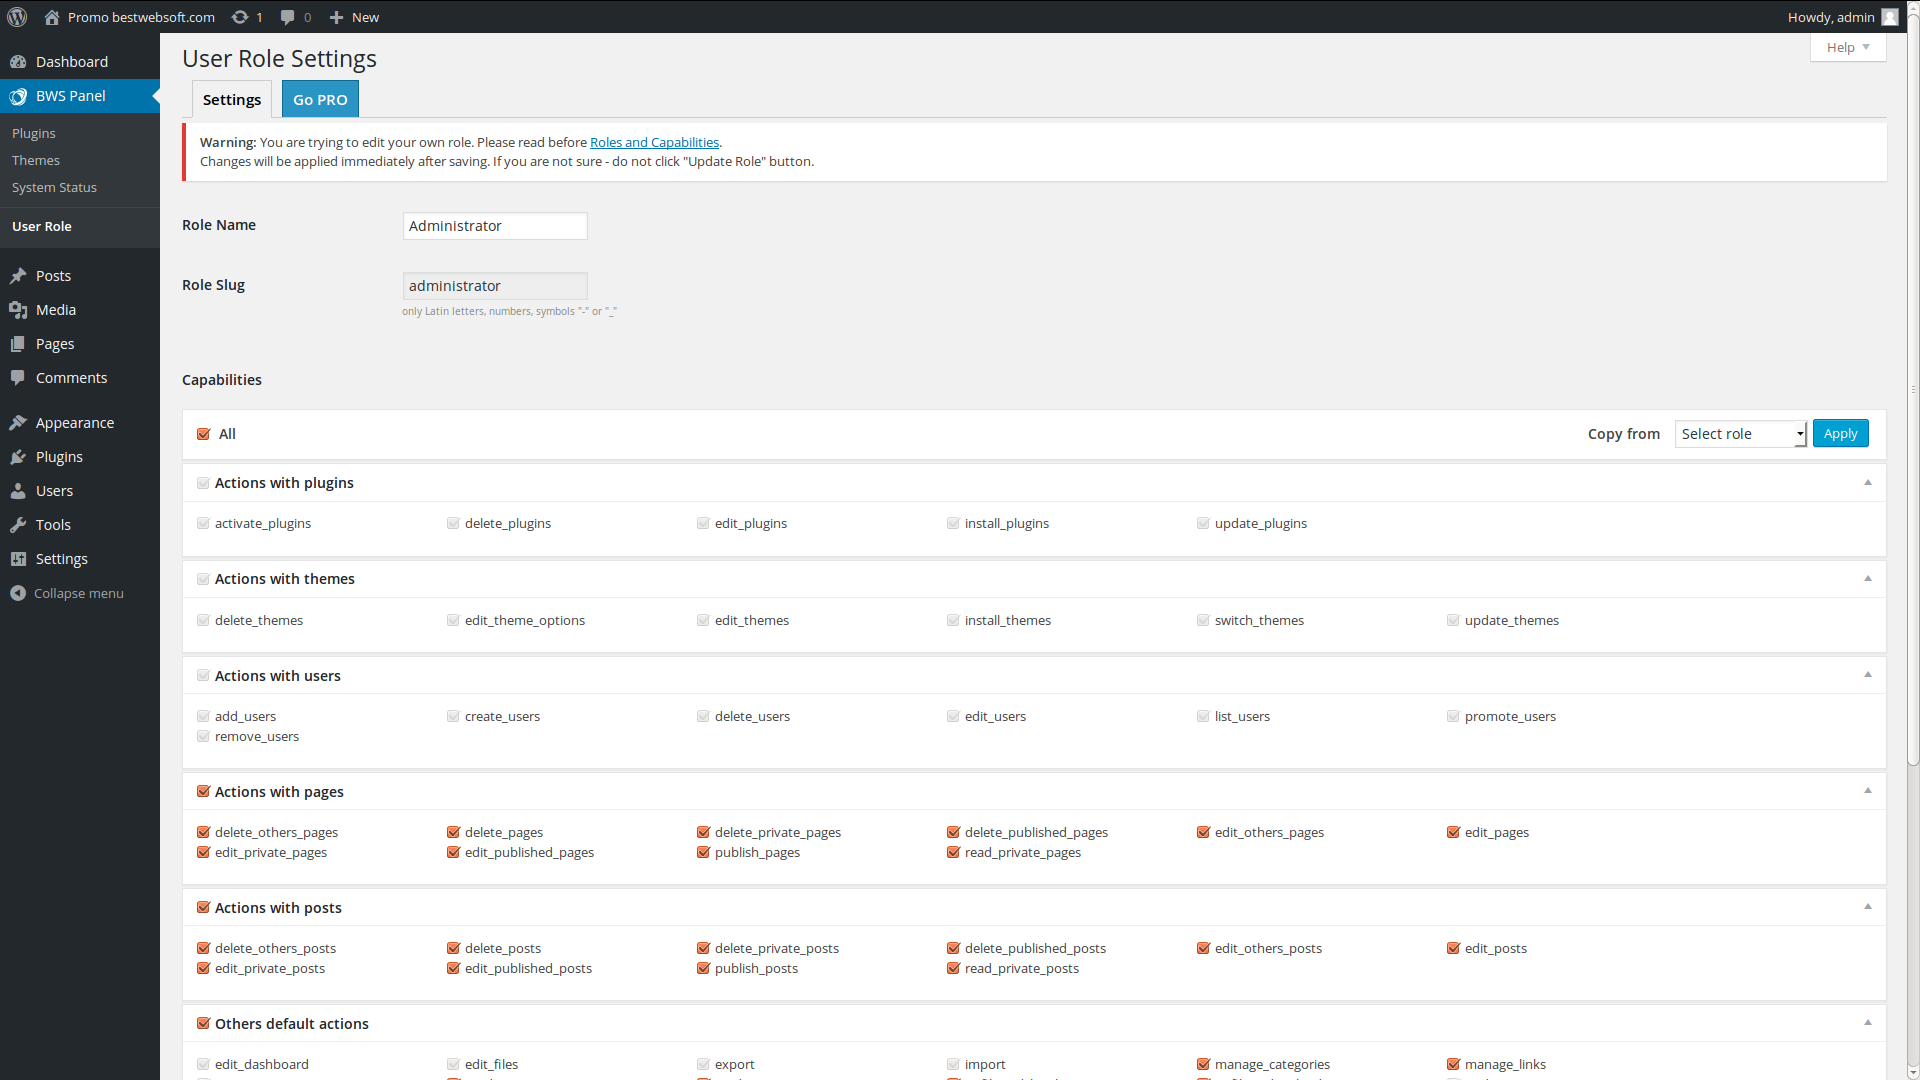 Promo bestwebsoft.com 1 0 New Howdy, admin
Help
Dashboard
BWS Panel
Plugins
Themes
System Status
User Role
Posts
Media
Pages
Comments
Appearance
Plugins
Users
Tools
Settings
Collapse menu
User Role Settings
Settings Go PRO
Warning: You are trying to edit your own role. Please read before Roles and Capabilities.
Changes will be applied immediately after saving. If you are not sure - do not click "Update Role" button.
Role Name Administrator
Role Slug administrator
only Latin letters, numbers, symbols "-" or "_"
Capabilities
All Copy from Select role Apply
Actions with plugins
activate_plugins delete_plugins edit_plugins install_plugins update_plugins
Actions with themes
delete_themes edit_theme_options edit_themes install_themes switch_themes update_themes
Actions with users
add_users create_users delete_users edit_users list_users promote_users
remove_users
Actions with pages
delete_others_pages delete_pages delete_private_pages delete_published_pages edit_others_pages edit_pages
edit_private_pages edit_published_pages publish_pages read_private_pages
Actions with posts
delete_others_posts delete_posts delete_private_posts delete_published_posts edit_others_posts edit_posts
edit_private_posts edit_published_posts publish_posts read_private_posts
Others default actions
edit_dashboard edit_files export import manage_categories manage_links